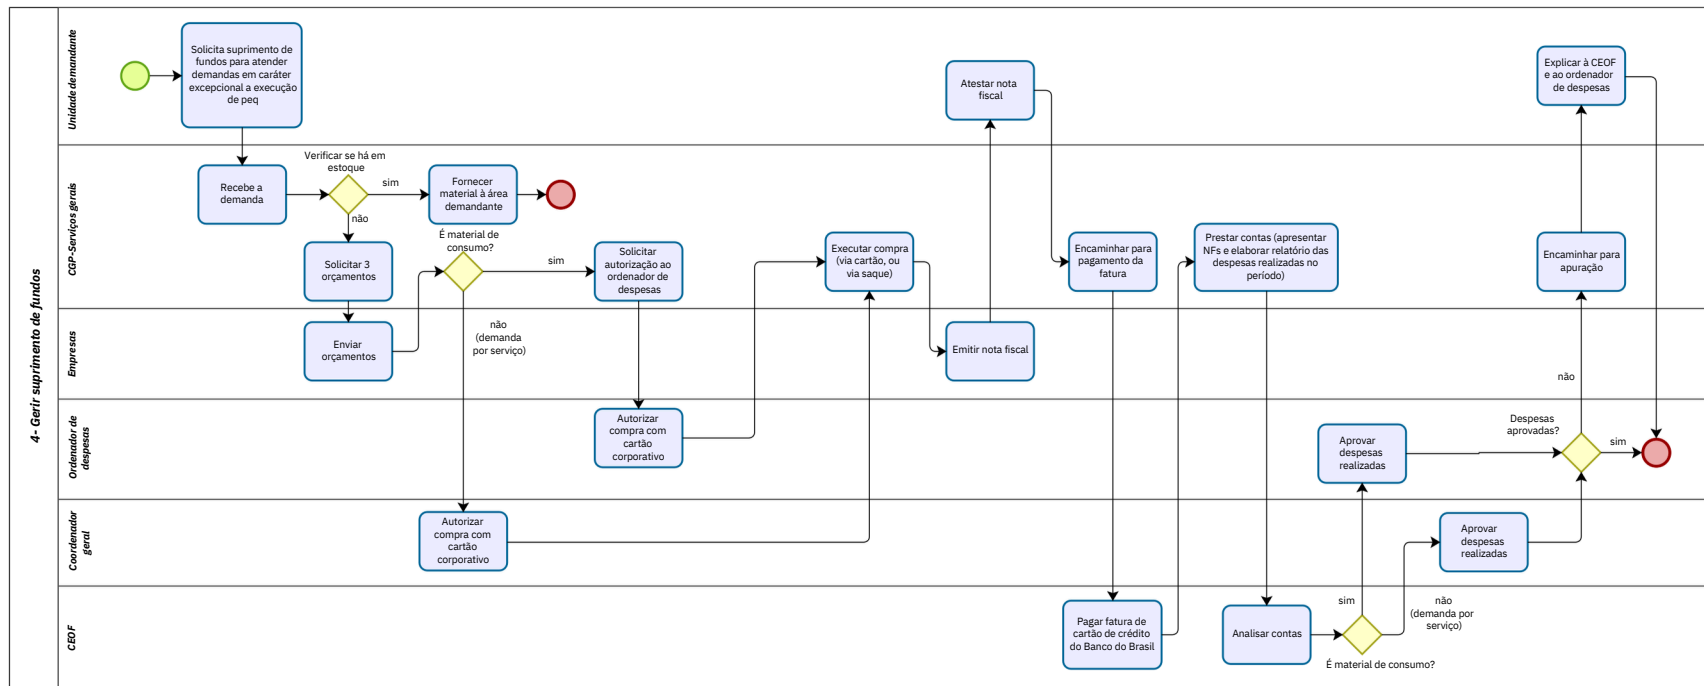 4- Gerir suprimento de fundos
Unidade demandante
Solicita suprimento de
fundos para atender
demandas em caráter
excepcional a execução
de peq
Atestar nota
fiscal
Explicar à CEOF
e ao ordenador
de despesas
CGP-Serviços gerais
Recebe a
demanda
Verificar se há em
estoque
sim
não
Fornecer
material à área
demandante
Solicitar 3
orçamentos
É material de
consumo?
sim
Solicitar
autorização ao
ordenador de
despesas
Executar compra
(via cartão, ou
via saque)
Encaminhar para
pagamento da
fatura
Prestar contas (apresentar
NFs e elaborar relatório das
despesas realizadas no
período)
Encaminhar para
apuração
Empresas
Enviar
orçamentos
não
(demanda
por serviço)
Emitir nota fiscal
não
Ordenador de
despesas
Autorizar
compra com
cartão
corporativo
Aprovar
despesas
realizadas
Despesas
aprovadas?
sim
Coordenador
geral
Autorizar
compra com
cartão
corporativo
Aprovar
despesas
realizadas
CEOF
Pagar fatura de
cartão de crédito
do Banco do Brasil
Analisar contas
sim
não
(demanda por
serviço)
É material de consumo?